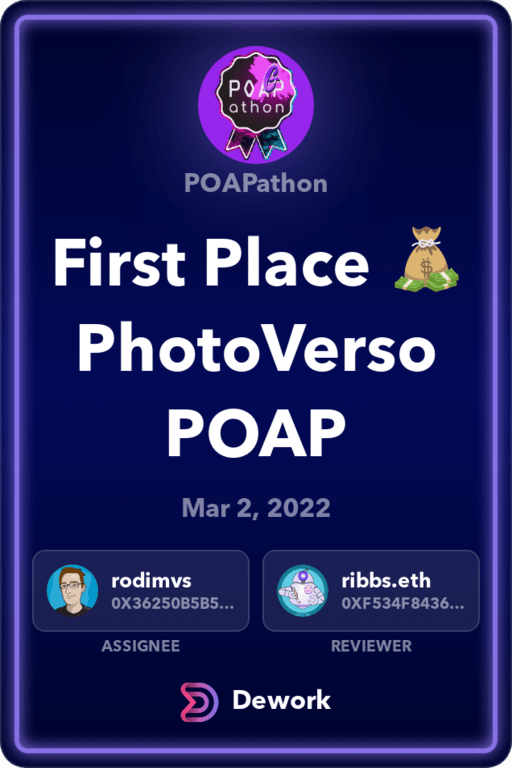 POAP
athon
POAPathon
First Place
PhotoVerso
POAP
Mar 2, 2022
rodimvs
0X36250B5B5...
ribbs.eth
0XF534F8436...
ASSIGNEE
REVIEWER
Dework